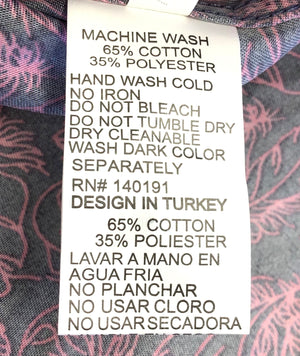 MACHINE WASH
65% COTTON
35% POLYESTER
HAND WASH COLD
NO IRON
DO NOT BLEACH
DO NOT TUMBLE DRY
DRY CLEANABLE
WASH DARK COLOR
SEPARATELY
RN# 140191
DESIGN IN TURKEY
65% COTTON
35% POLIESTER
LAVAR A MANO EN
AGUA FRIA
NO PLANCHAR
NO USAR CLORO
NO USAR SECADORA